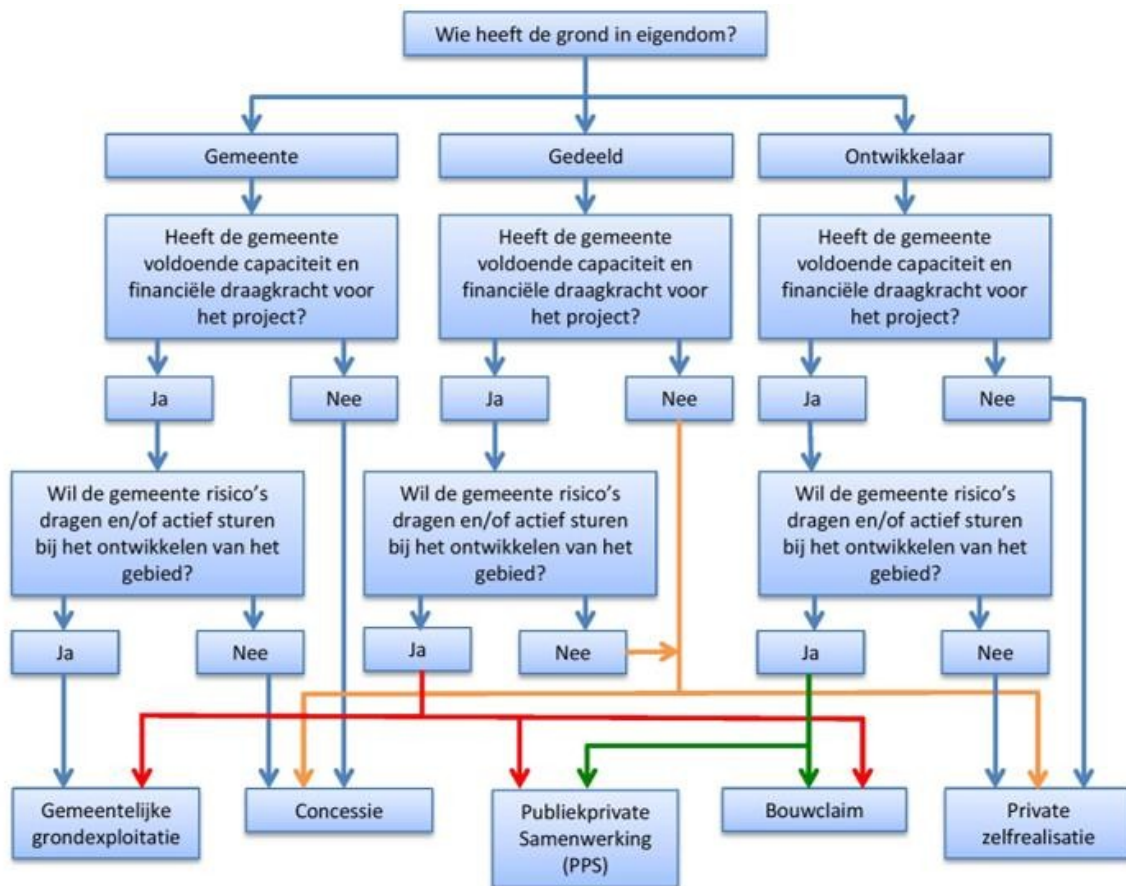 Wie heeft de grond in eigendom?
Gemeente
Gedeeld
Ontwikkelaar
Heeft de gemeente
voldoende capaciteit en
financiële draagkracht voor
het project?
Heeft de gemeente
voldoende capaciteit en
financiële draagkracht voor
het project?
Heeft de gemeente
voldoende capaciteit en
financiële draagkracht voor
het project?
Ja
Nee
Ja
Nee
Ja
Nee
Wil de gemeente risico's
dragen en/of actief sturen
bij het ontwikkelen van het
gebied?
Wil de gemeente risico's
dragen en/of actief sturen
bij het ontwikkelen van het
gebied?
Wil de gemeente risico's
dragen en/of actief sturen
bij het ontwikkelen van het
gebied?
Ja
Nee
Ja
Nee
Ja
Nee
Gemeentelijke
grondexploitatie
Concessie
Publiekprivate
Samenwerking
(PPS)
Bouwclaim
Private
zelfrealisatie